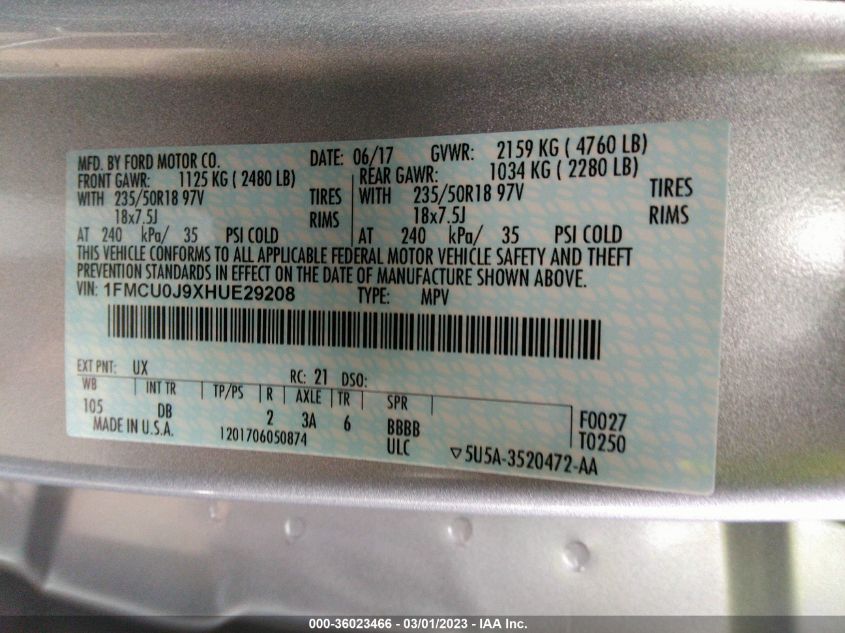 MFD. BY FORD MOTOR CO. DATE: 06/17 GVWR: 2159 KG ( 4760 LB)
FRONT GAWR: 1125 KG ( 2480 LB) REAR GAWR: 1034 KG ( 2280 LB)
WITH 235/50R18 97V TIRES WITH 235/50R18 97V TIRES
18x7.5J RIMS 18x7.5J RIMS
AT 240 kPa/ 35 PSI COLD AT 240 kPa/ 35 PSI COLD
THIS VEHICLE CONFORMS TO ALL APPLICABLE FEDERAL MOTOR VEHICLE SAFETY AND THEFT
PREVENTION STANDARDS IN EFFECT ON THE DATE OF MANUFACTURE SHOWN ABOVE.
VIN: 1FMCU0J9XHUE29208 TYPE: MPV
EXT PNT: UX RC: 21 DSO:
WB INT TR TP/PS R AXLE TR SPR
105 DB 2 3A 6 BBBB F0027
MADE IN U.S.A. 1201706050874 ULC T0250
▽5U5A-3520472-AA
000-36023466 - 03/01/2023 - IAA Inc.